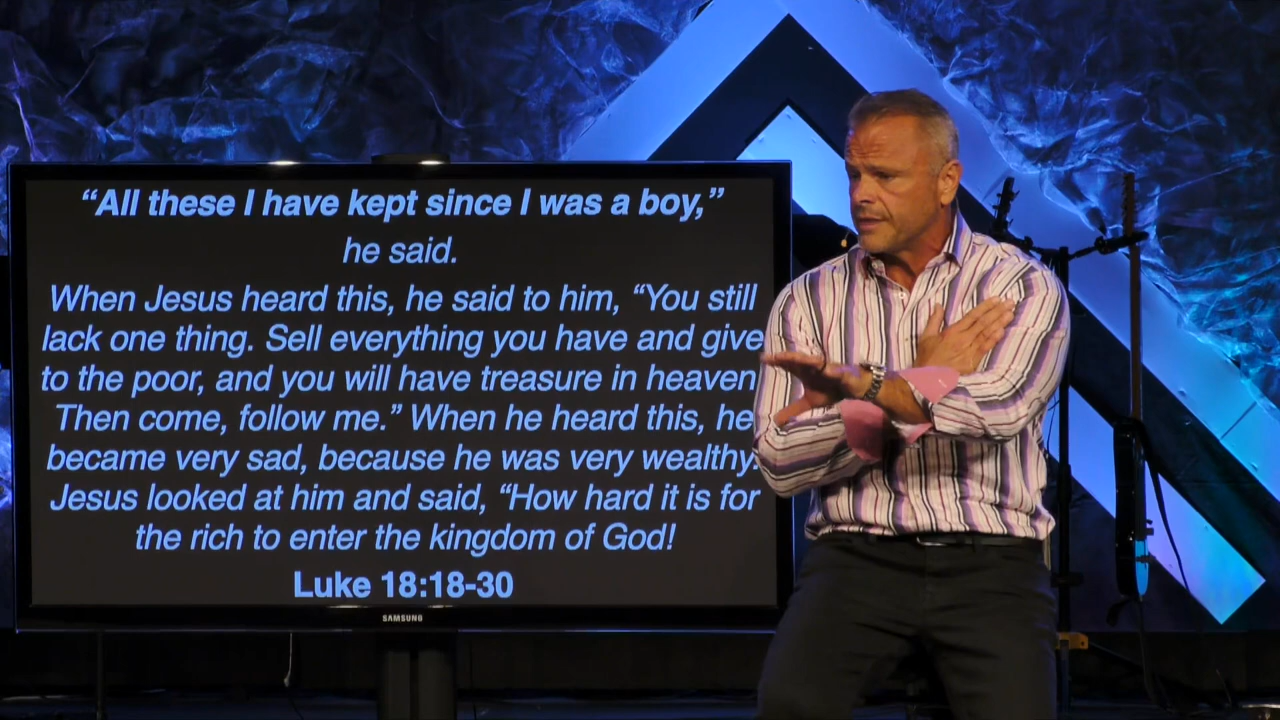 “All these I have kept since I was a boy,”
he said.
When Jesus heard this, he said to him, “You still
lack one thing. Sell everything you have and give
to the poor, and you will have treasure in heaven
Then come, follow me.” When he heard this, he
became very sad, because he was very wealthy.
Jesus looked at him and said, “How hard it is for
the rich to enter the kingdom of God!
Luke 18:18-30
SAMSUNG